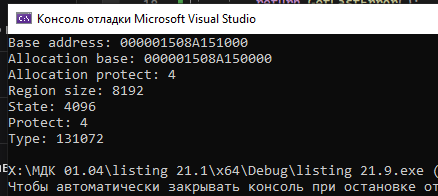 Консоль отладки Microsoft Visual Studio
Base address: 000001508A151000
Allocation base: 000001508A150000
Allocation protect: 4
Region size: 8192
State: 4096
Protect: 4
Type: 131072
X:\МДК 01.04\listing 21.1\x64\Debug\listing 21.9.exe (
Чтобы автоматически закрывать консоль при остановке от